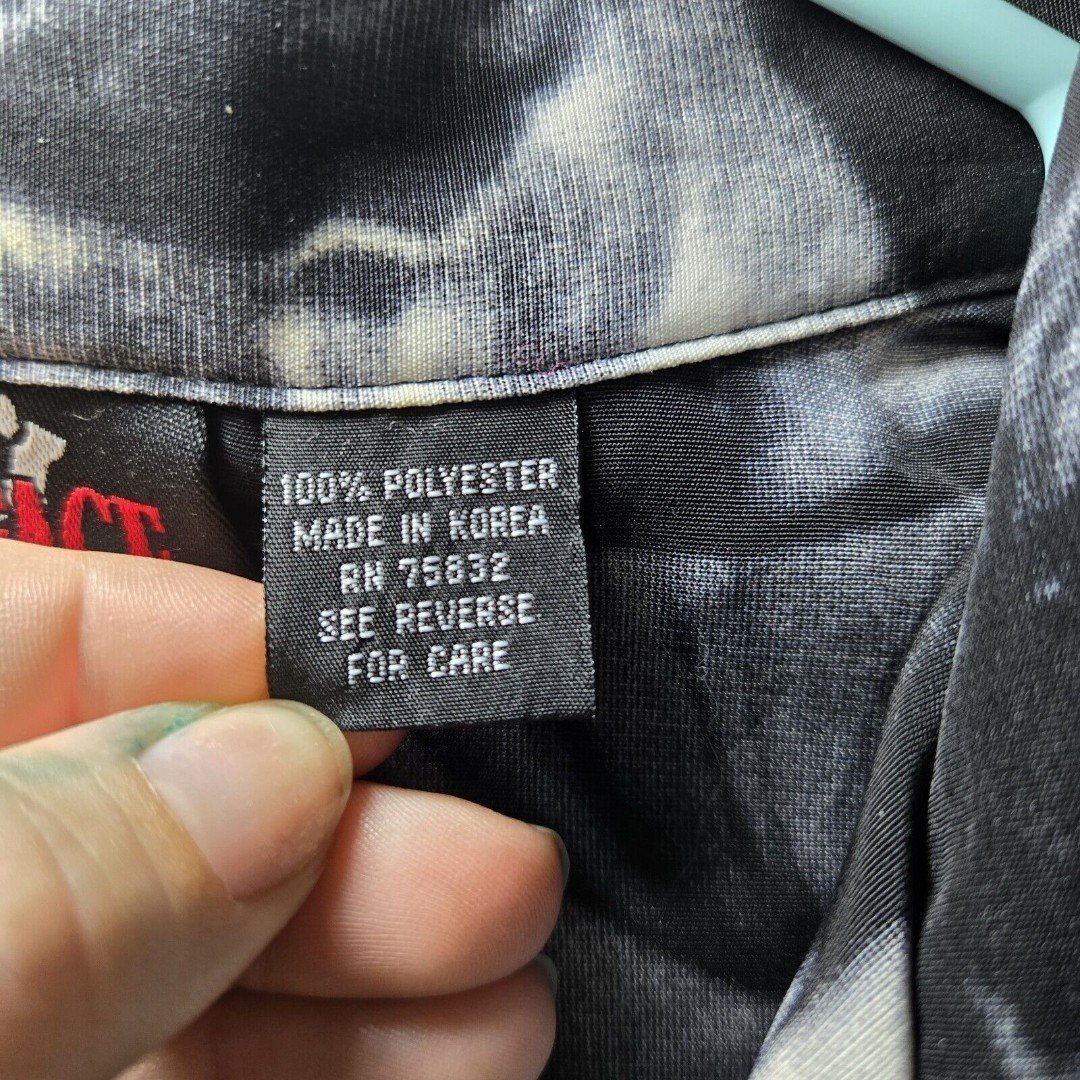 100% POLYESTER
MADE IN KOREA
RN 75832
SEE REVERSE
FOR CARE